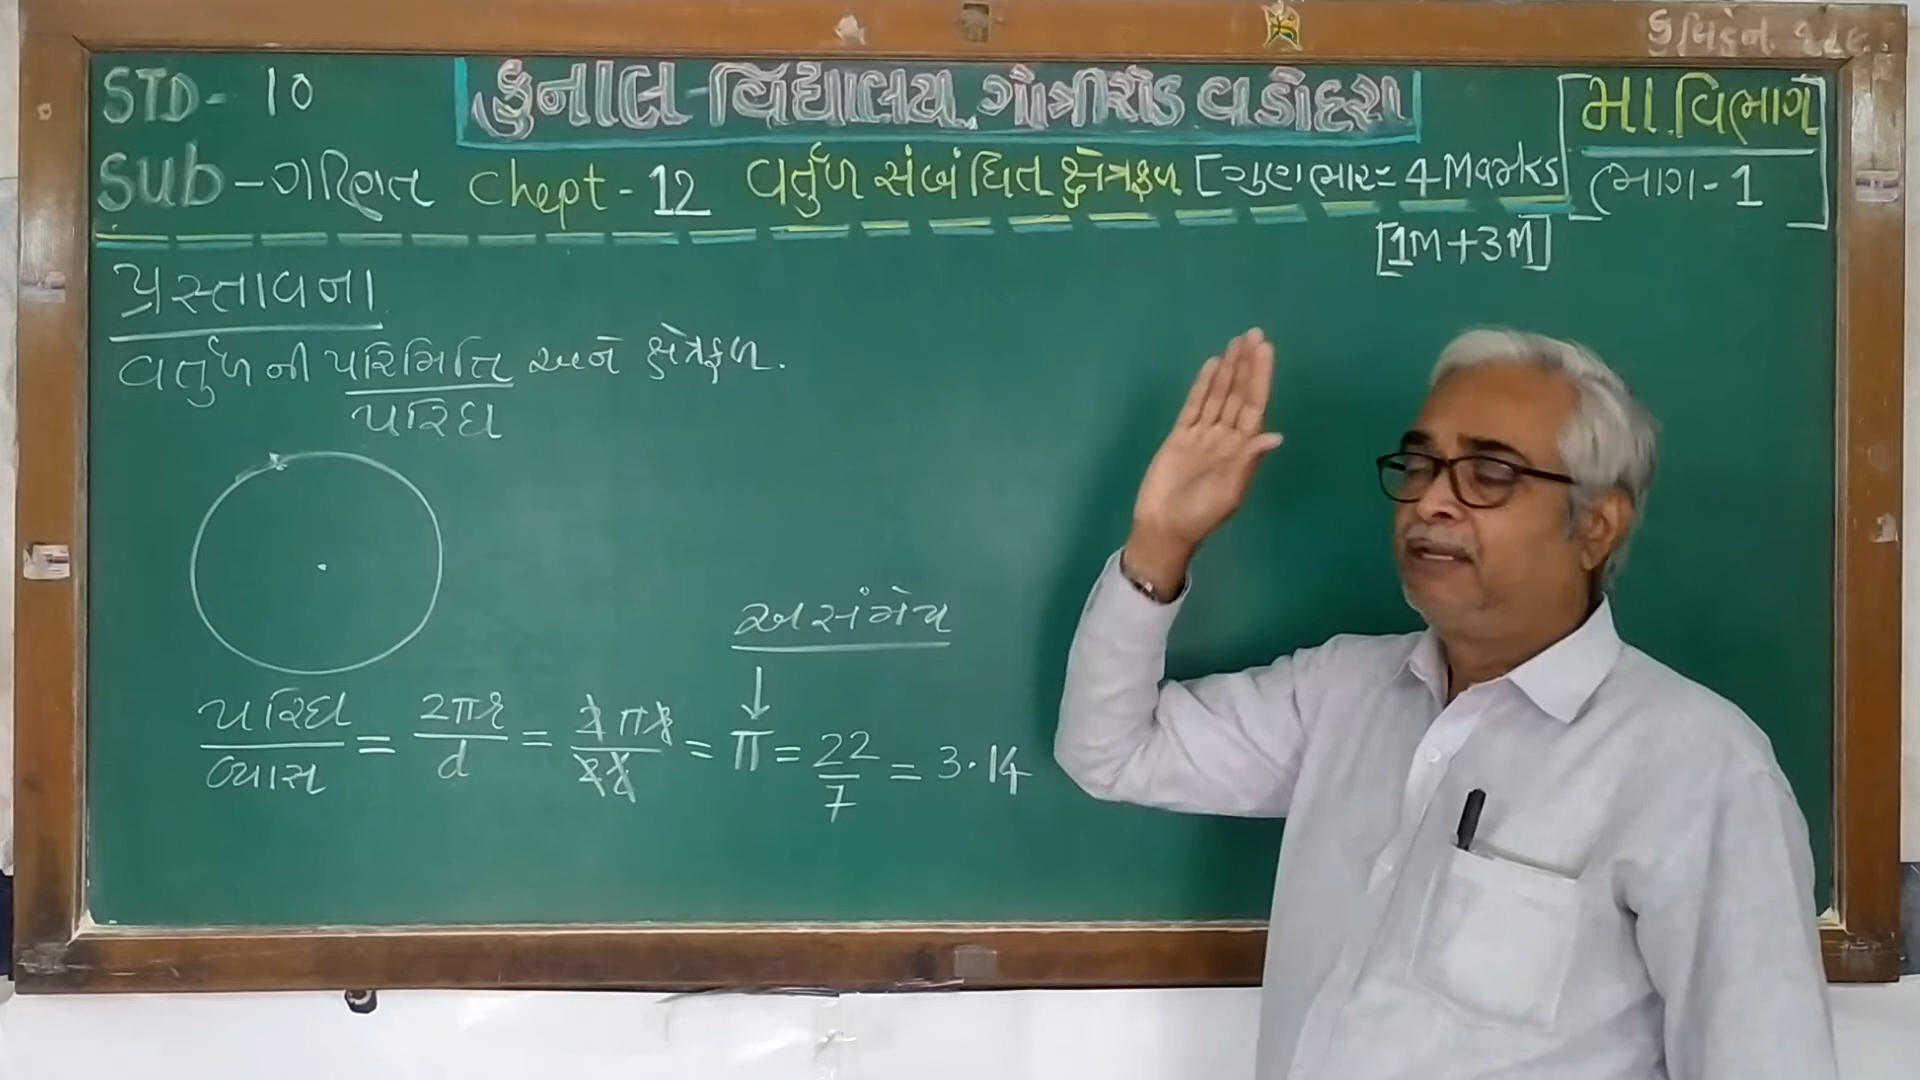 STD - 10
કુનાલ વિદ્યાલય ગોત્રીરોડ વડોદરા
મા. વિભાગ
ભાગ - 1
Sub - ગણિત Chept - 12 વર્તુળ સંબંધિત ક્ષેત્રફળ [ગુણભાર = 4 Marks]
[1M+3M]
પ્રસ્તાવના
વર્તુળની પરિમિતિ અને ક્ષેત્રફળ.
પરિઘ
અસંમેય
↓
પરિઘ/વ્યાસ = 2πr/d = 2πr/2r = π = 22/7 = 3.14